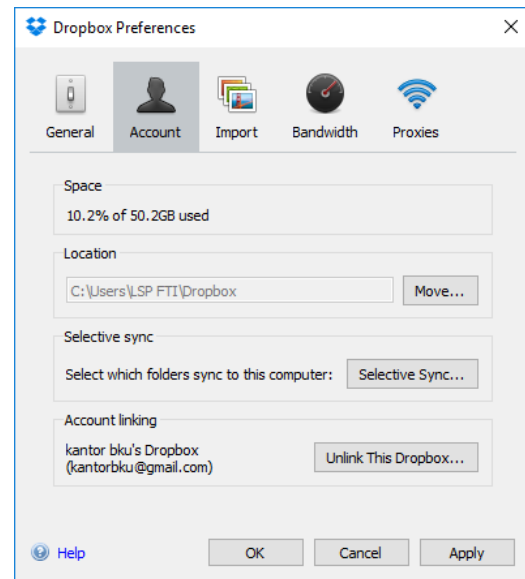 Dropbox Preferences
General Account Import Bandwidth Proxies
Space
10.2% of 50.2GB used
Location
C:\Users\LSP FTI\Dropbox Move...
Selective sync
Select which folders sync to this computer: Selective Sync...
Account linking
kantor bku's Dropbox
(kantorbku@gmail.com) Unlink This Dropbox...
Help OK Cancel Apply